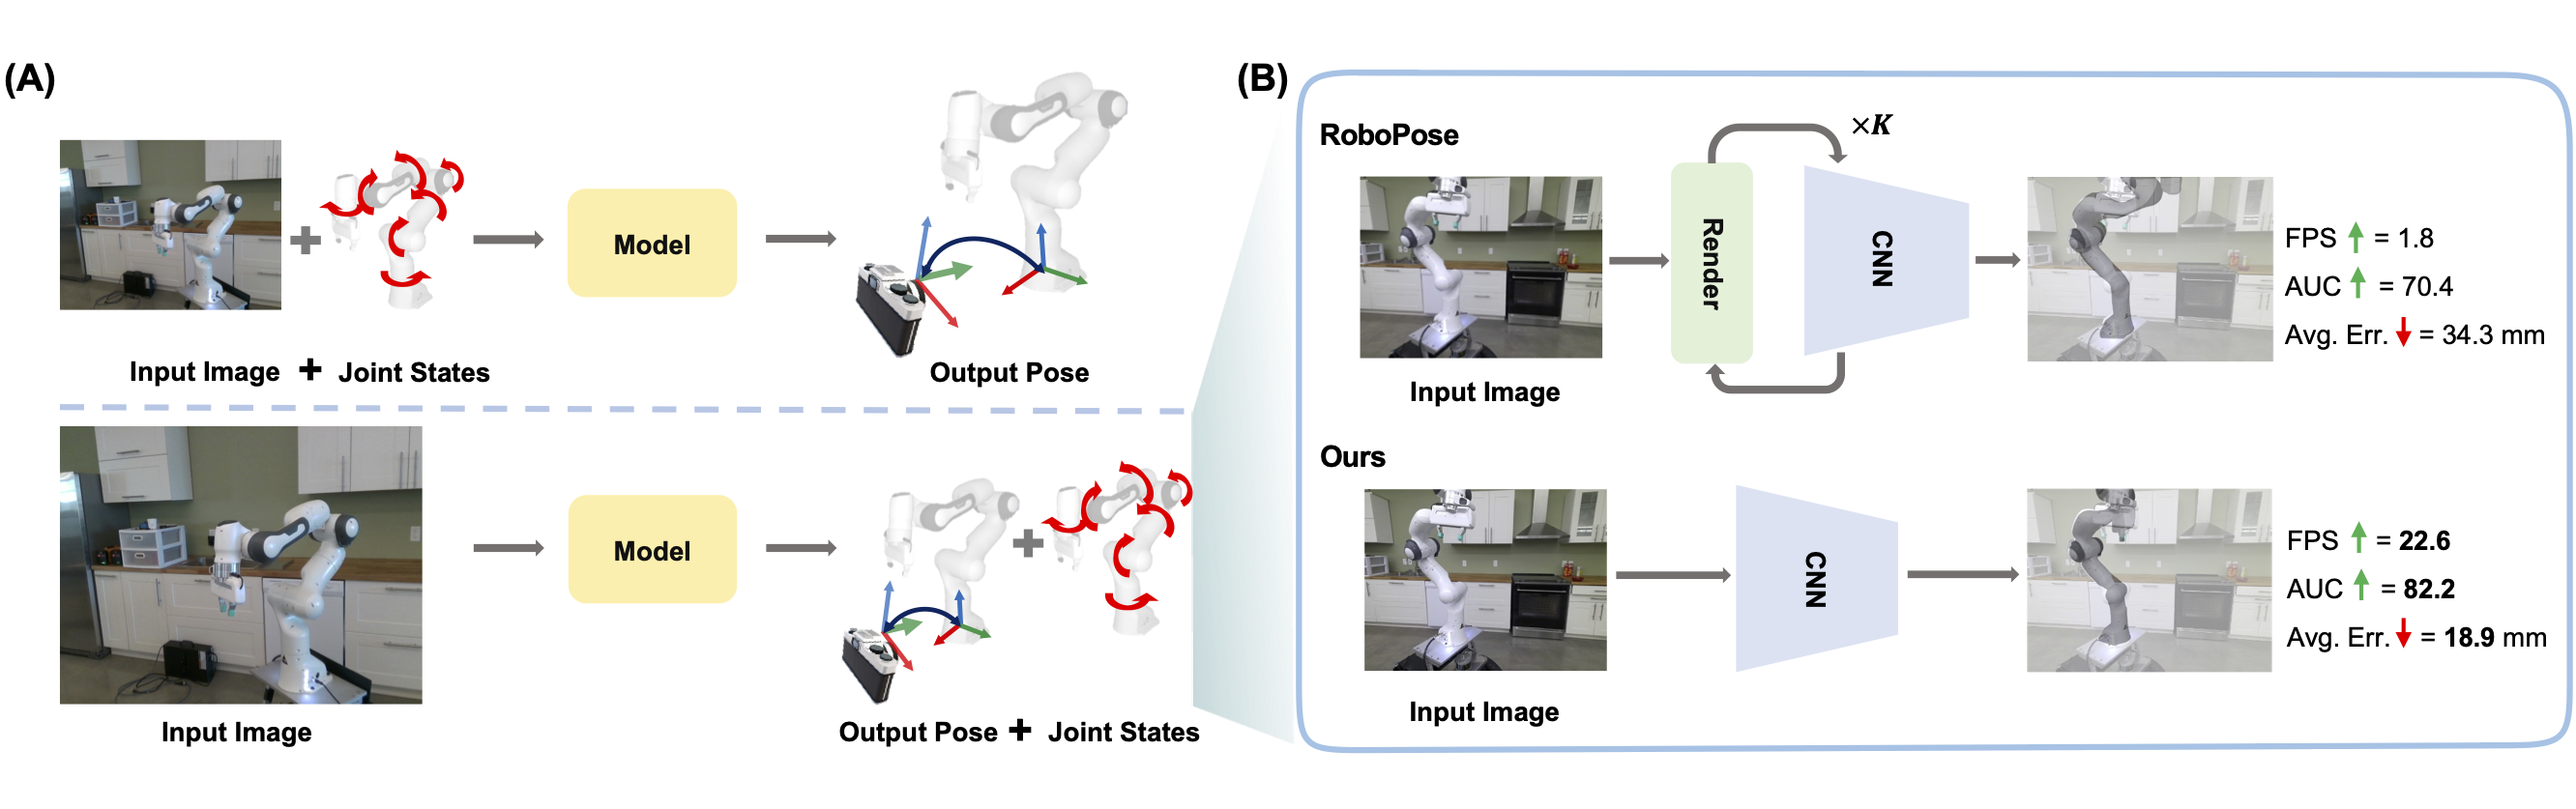 (A)
Input Image + Joint States
Model
Output Pose
Input Image
Model
Output Pose + Joint States
(B)
RoboPose
×K
Render
CNN
Input Image
FPS ↑ = 1.8
AUC ↑ = 70.4
Avg. Err. ↓ = 34.3 mm
Ours
CNN
Input Image
FPS ↑ = 22.6
AUC ↑ = 82.2
Avg. Err. ↓ = 18.9 mm